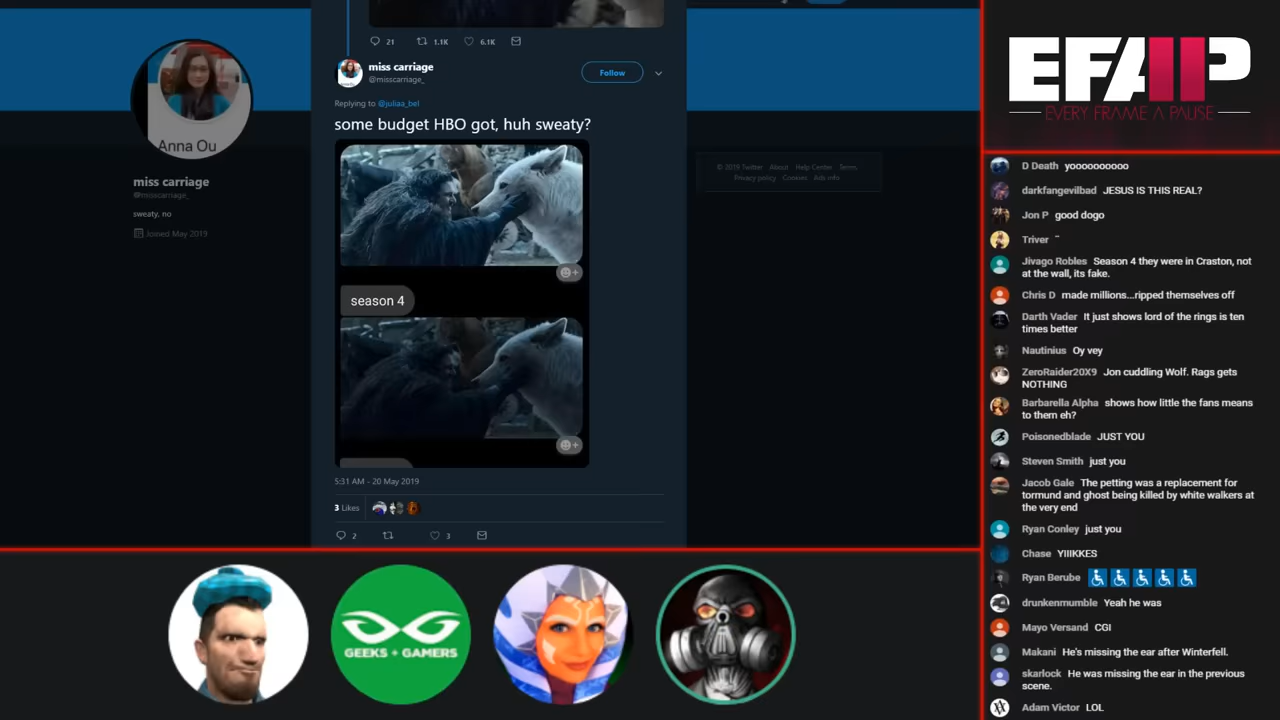 21
1.1K
6.1K
miss carriage
@misscarriage_
Follow
Replying to @juliaa_bel
some budget HBO got, huh sweaty?
season 4
5:31 AM - 20 May 2019
3 Likes
2
3
Anna Ou
miss carriage
@misscarriage_
sweaty, no
Joined May 2019
© 2019 Twitter About Help Center Terms
Privacy policy Cookies Ads info
GEEKS + GAMERS
EFAP
EVERY FRAME A PAUSE
D Death yoooooooooo
darkfangevilbad JESUS IS THIS REAL?
Jon P good dogo
Triver ¨
Jivago Robles Season 4 they were in Craston, not
at the wall, its fake.
Chris D made millions...ripped themselves off
Darth Vader It just shows lord of the rings is ten
times better
Nautinius Oy vey
ZeroRaider20X9 Jon cuddling Wolf. Rags gets
NOTHING
Barbarella Alpha shows how little the fans means
to them eh?
Poisonedblade JUST YOU
Steven Smith just you
Jacob Gale The petting was a replacement for
tormund and ghost being killed by white walkers at
the very end
Ryan Conley just you
Chase YIIIKKES
Ryan Berube ♿♿♿♿♿
drunkenmumble Yeah he was
Mayo Versand CGI
Makani He's missing the ear after Winterfell.
skarlock He was missing the ear in the previous
scene.
Adam Victor LOL